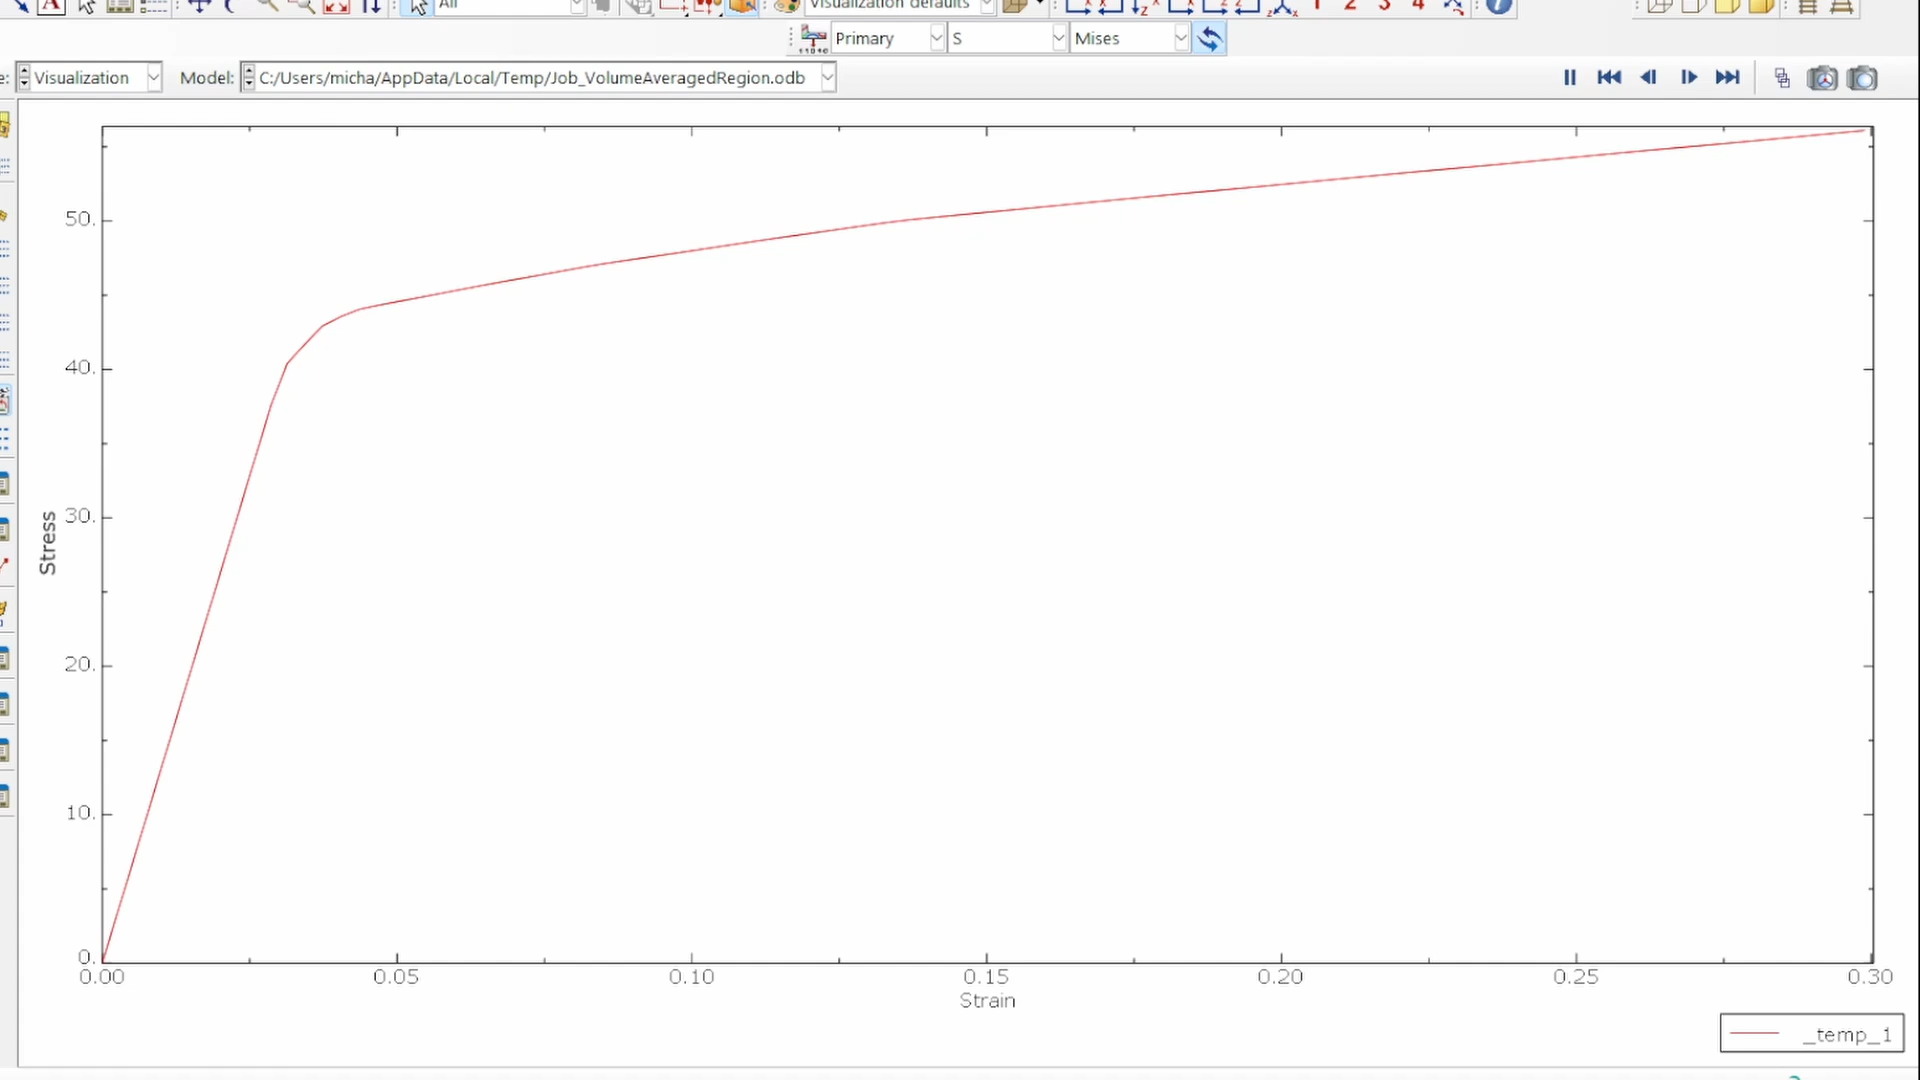 All Visualization defaults 1 2 3 4
Primary S Mises
e: Visualization Model: C:/Users/micha/AppData/Local/Temp/Job_VolumeAveragedRegion.odb
50.
40.
30.
20.
10.
0.
Stress
0.00 0.05 0.10 0.15 0.20 0.25 0.30
Strain
_temp_1